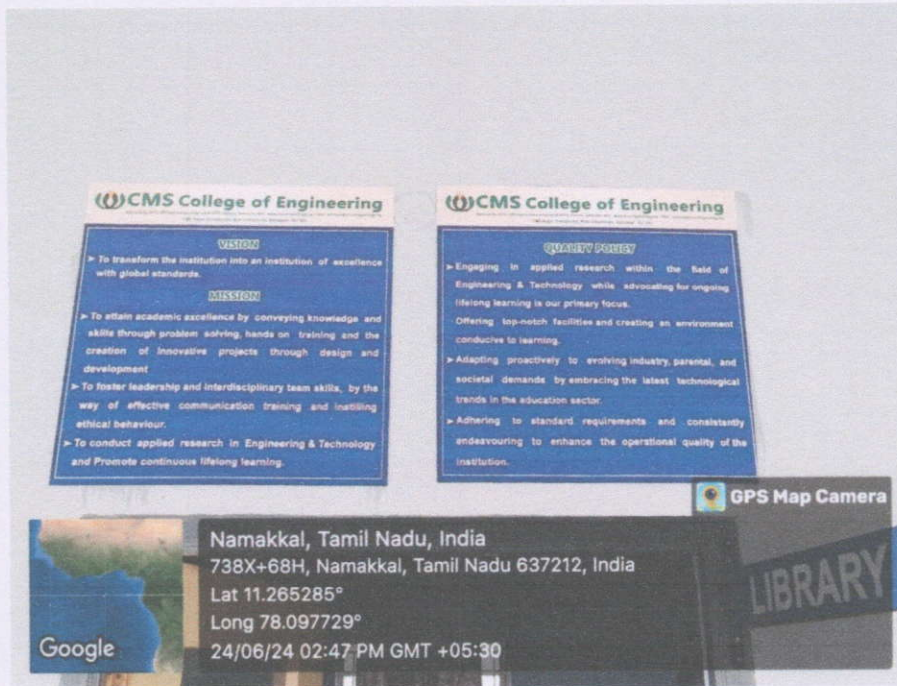 CMS College of Engineering
VISION
➤ To transform the institution into an institution of excellence
with global standards.
MISSION
➤ To attain academic excellence by conveying knowledge and
skills through problem solving, hands on training and the
creation of Innovative projects through design and
development
➤ To foster leadership and interdisciplinary team skills, by the
way of effective communication training and instilling
ethical behaviour.
➤ To conduct applied research in Engineering & Technology
and Promote continuous lifelong learning.
CMS College of Engineering
QUALITY POLICY
➤ Engaging in applied research within the field of
Engineering & Technology while advocating for ongoing
lifelong learning is our primary focus.
Offering top-notch facilities and creating an environment
conducive to learning.
➤ Adapting proactively to evolving industry, parental, and
societal demands by embracing the latest technological
trends in the education sector.
➤ Adhering to standard requirements and consistently
endeavouring to enhance the operational quality of the
institution.
GPS Map Camera
LIBRARY
Google
Namakkal, Tamil Nadu, India
738X+68H, Namakkal, Tamil Nadu 637212, India
Lat 11.265285°
Long 78.097729°
24/06/24 02:47 PM GMT +05:30